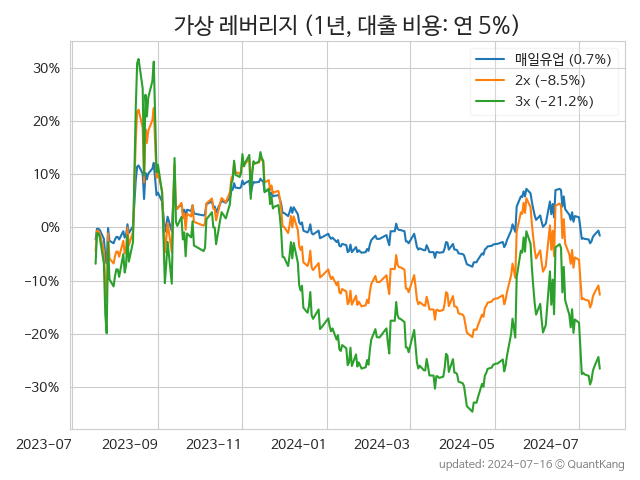 가상 레버리지 (1년, 대출 비용: 연 5%)
매일유업 (0.7%)
2x (−8.5%)
3x (−21.2%)
30%
20%
10%
0%
−10%
−20%
−30%
2023-07 2023-09 2023-11 2024-01 2024-03 2024-05 2024-07
updated: 2024-07-16 © QuantKang